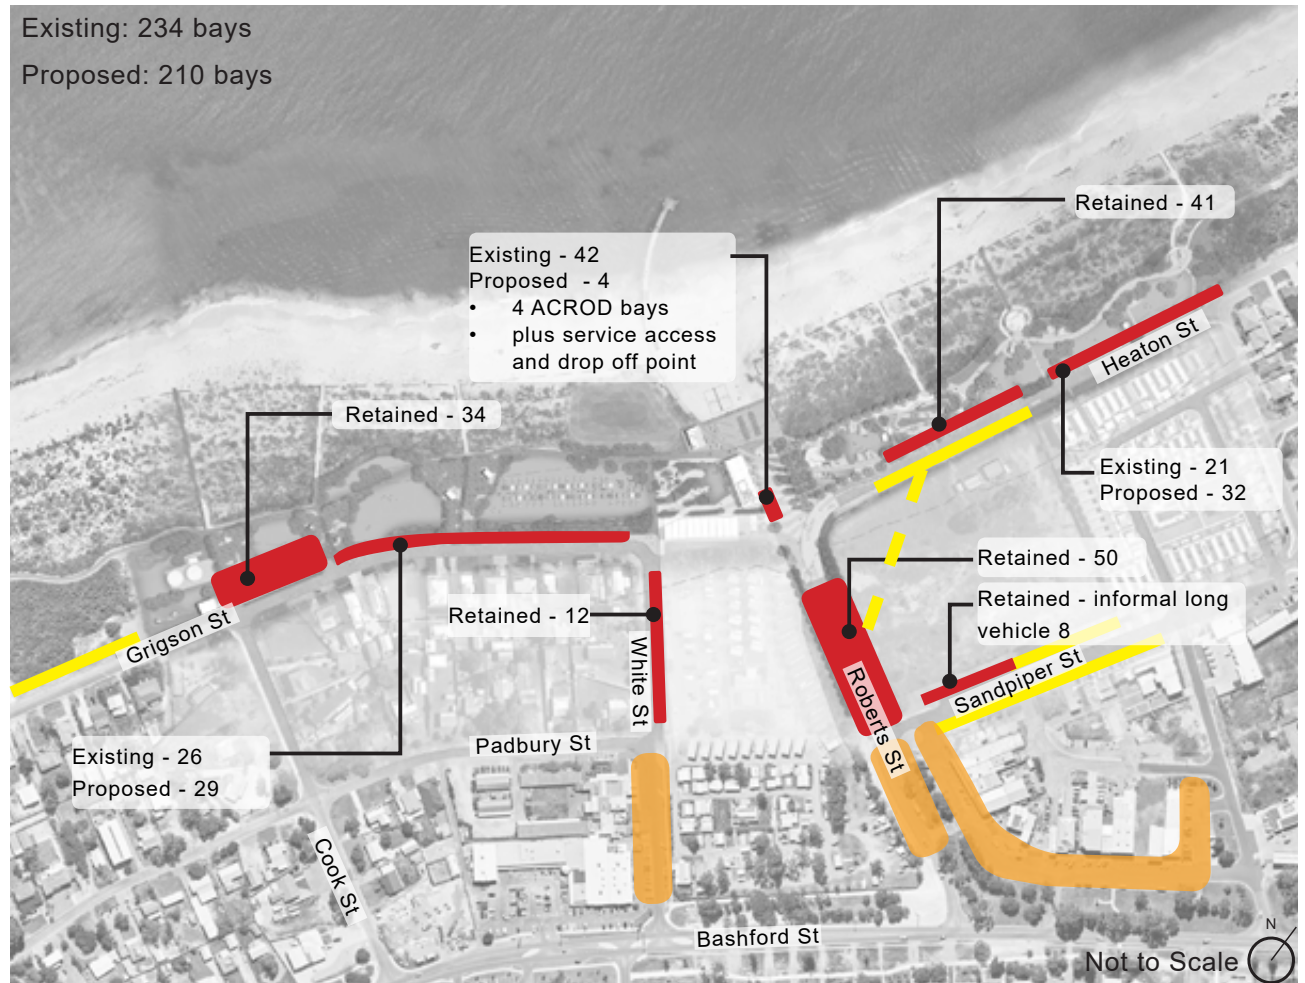 Existing: 234 bays
Proposed: 210 bays
Retained - 41
Existing - 42
Proposed - 4
• 4 ACROD bays
• plus service access
and drop off point
Heaton St
Retained - 34
Existing - 21
Proposed - 32
Retained - 50
Retained - informal long
vehicle 8
Retained - 12
Grigson St
White St
Sandpiper St
Roberts St
Padbury St
Existing - 26
Proposed - 29
Cook St
Bashford St
N
Not to Scale